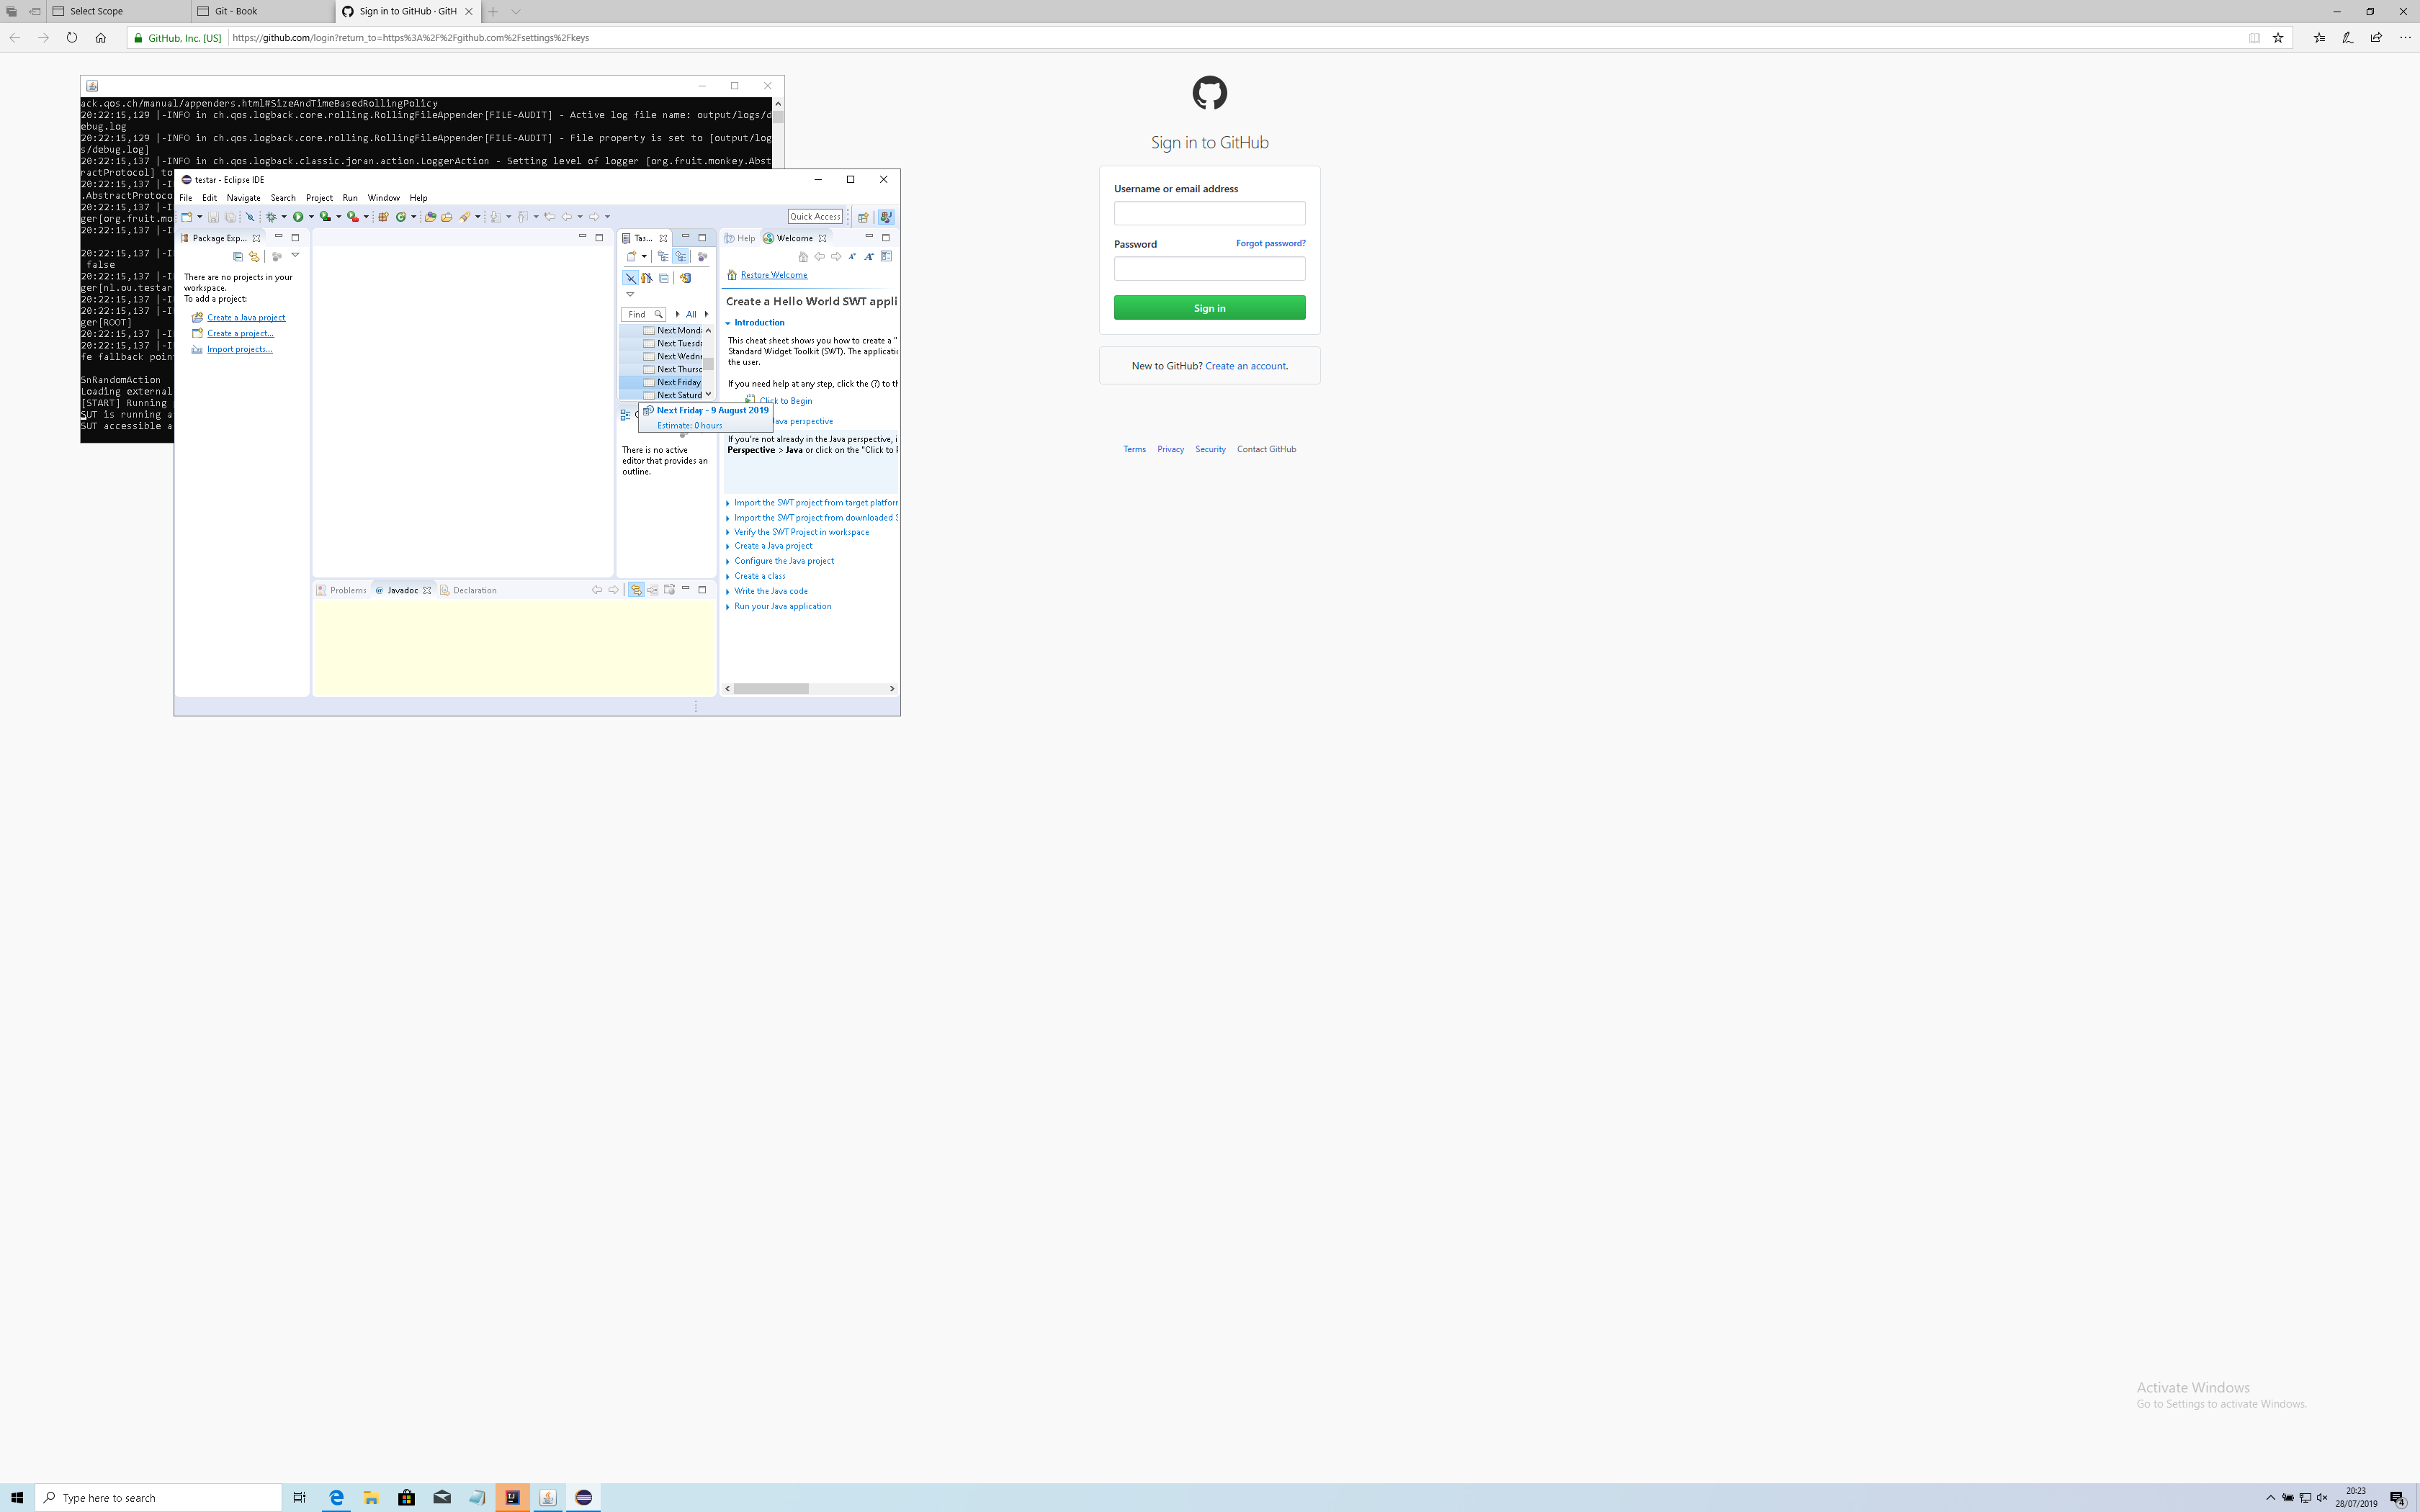 Select Scope
Git - Book
Sign in to GitHub · GitH
GitHub, Inc. [US]
https://github.com/login?return_to=https%3A%2F%2Fgithub.com%2Fsettings%2Fkeys
ack.qos.ch/manual/appenders.html#SizeAndTimeBasedRollingPolicy
20:22:15,129 |-INFO in ch.qos.logback.core.rolling.RollingFileAppender[FILE-AUDIT] - Active log file name: output/logs/d
ebug.log
20:22:15,129 |-INFO in ch.qos.logback.core.rolling.RollingFileAppender[FILE-AUDIT] - File property is set to [output/log
s/debug.log]
20:22:15,137 |-INFO in ch.qos.logback.classic.joran.action.LoggerAction - Setting level of logger [org.fruit.monkey.Abst
ractProtocol] to
20:22:15,137 |-I
.AbstractProtoco
20:22:15,137 |-I
ger[org.fruit.mo
20:22:15,137 |-I
20:22:15,137 |-I
false
20:22:15,137 |-I
ger[nl.ou.testar
20:22:15,137 |-I
20:22:15,137 |-I
ger[ROOT]
20:22:15,137 |-I
20:22:15,137 |-I
fe fallback poin
SnRandomAction
Loading external
[START] Running
SUT is running a
SUT accessible a
testar - Eclipse IDE
File Edit Navigate Search Project Run Window Help
Quick Access
Package Exp...
There are no projects in your
workspace.
To add a project:
Create a Java project
Create a project...
Import projects...
Tas...
Find
All
Next Monda
Next Tuesda
Next Wedne
Next Thursd
Next Friday
Next Saturd
Next Friday - 9 August 2019
Estimate: 0 hours
There is no active
editor that provides an
outline.
Help
Welcome
Restore Welcome
Create a Hello World SWT appli
Introduction
This cheat sheet shows you how to create a "
Standard Widget Toolkit (SWT). The applicatio
the user.
If you need help at any step, click the (?) to th
Click to Begin
Java perspective
If you're not already in the Java perspective, i
Perspective > Java or click on the "Click to P
Import the SWT project from target platform
Import the SWT project from downloaded S
Verify the SWT Project in workspace
Create a Java project
Configure the Java project
Create a class
Write the Java code
Run your Java application
Problems
@ Javadoc
Declaration
Sign in to GitHub
Username or email address
Password
Forgot password?
Sign in
New to GitHub? Create an account.
Terms Privacy Security Contact GitHub
Activate Windows
Go to Settings to activate Windows.
Type here to search
20:23
28/07/2019
4